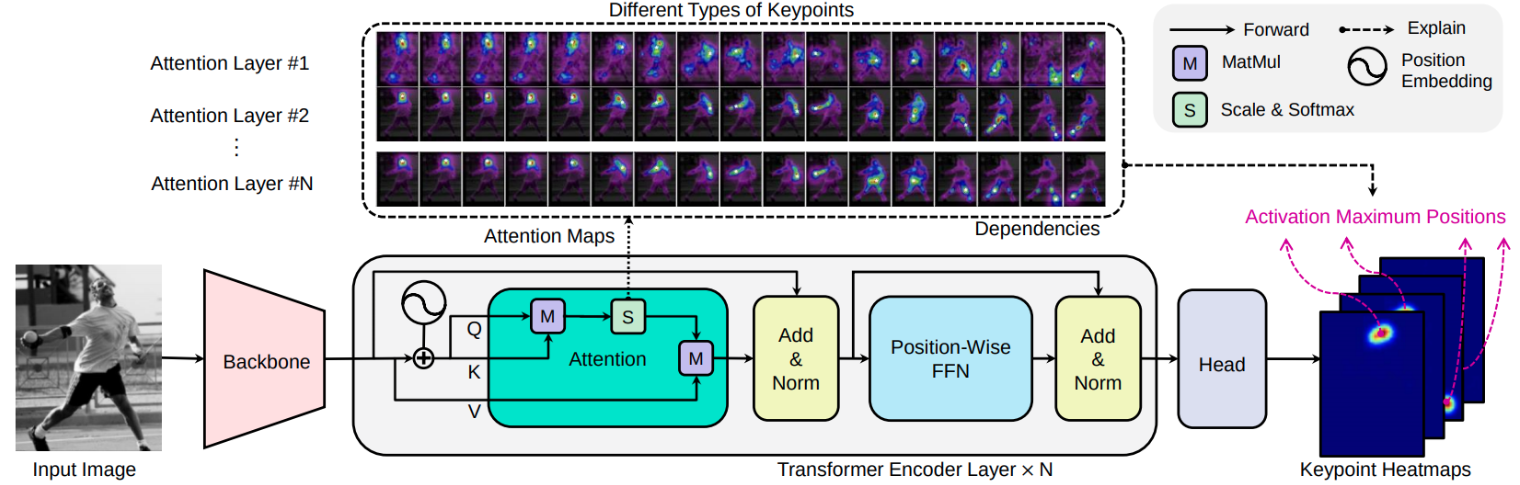 Different Types of Keypoints
Attention Layer #1
Attention Layer #2
⋮
Attention Layer #N
Forward
Explain
M
MatMul
Position
Embedding
S
Scale & Softmax
Attention Maps
Dependencies
Activation Maximum Positions
Backbone
Q
K
V
M
S
M
Attention
Add
&
Norm
Position-Wise
FFN
Add
&
Norm
Head
Input Image
Transformer Encoder Layer × N
Keypoint Heatmaps